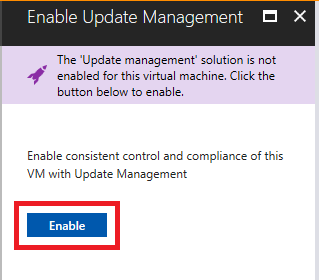 Enable Update Management
The 'Update management' solution is not
enabled for this virtual machine. Click the
button below to enable.
Enable consistent control and compliance of this
VM with Update Management
Enable